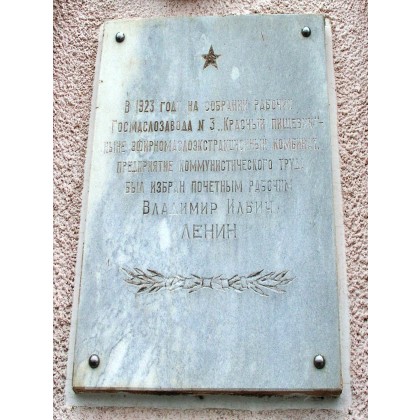 В 1923 ГОДУ НА СОБРАНИИ РАБОЧИХ
ГОСМАСЛОЗАВОДА № 3 „КРАСНЫЙ ПИЩЕВИК"
НЫНЕ ЭФИРНОМАСЛОЭКСТРАКЦИОННЫЙ КОМБИНАТ,
ПРЕДПРИЯТИЕ КОММУНИСТИЧЕСКОГО ТРУДА
БЫЛ ИЗБРАН ПОЧЕТНЫМ РАБОЧИМ
ВЛАДИМИР ИЛЬИЧ
ЛЕНИН